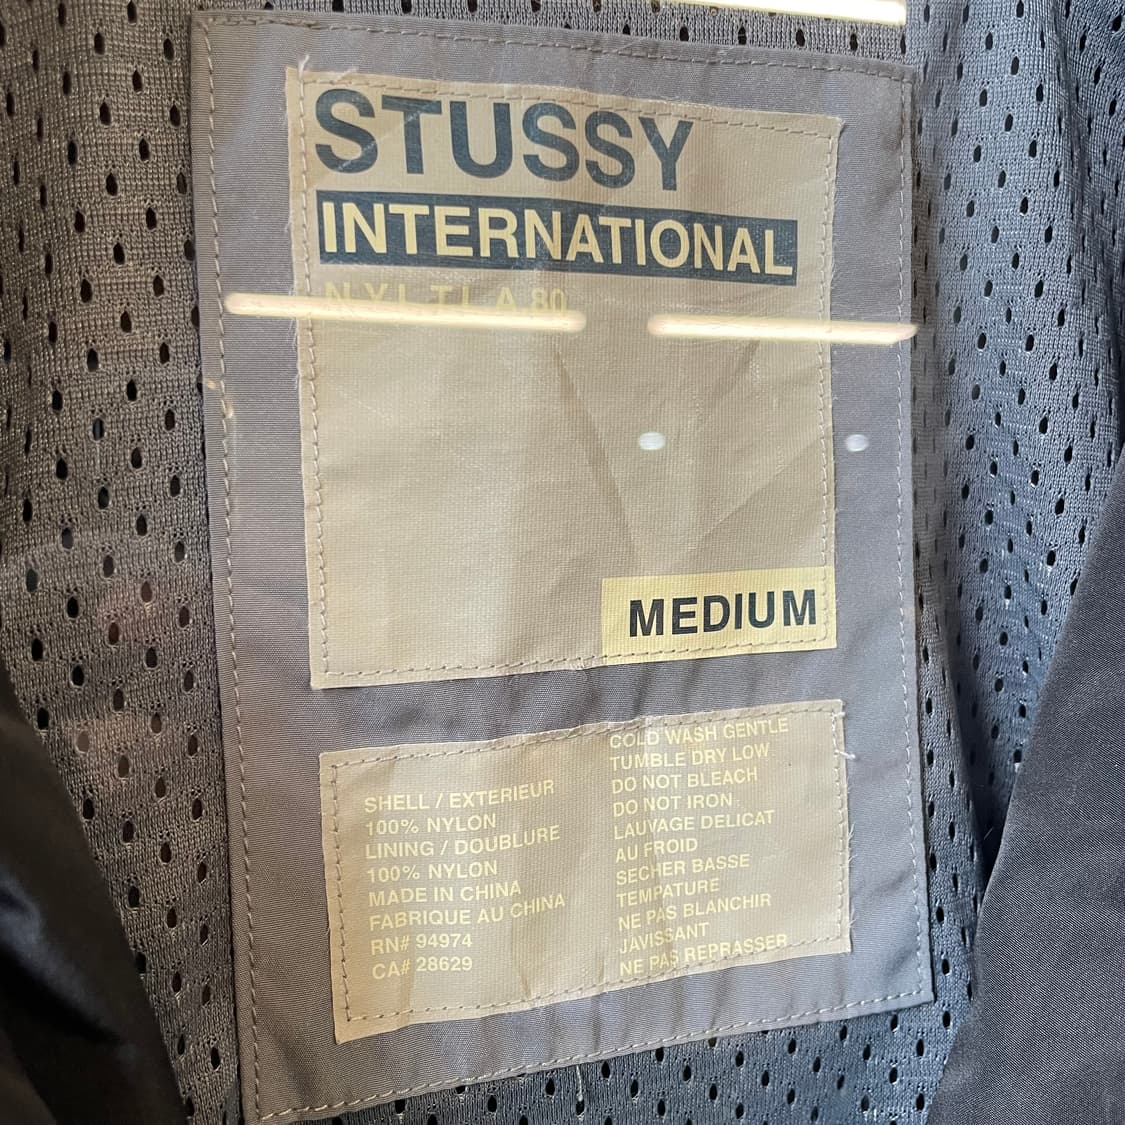 STUSSY
INTERNATIONAL
80
MEDIUM
SHELL / EXTERIEUR
100% NYLON
LINING / DOUBLURE
100% NYLON
MADE IN CHINA
FABRIQUE AU CHINA
RN# 94974
CA# 28629
COLD WASH GENTLE
TUMBLE DRY LOW
DO NOT BLEACH
DO NOT IRON
LAUVAGE DELICAT
AU FROID
SECHER BASSE
TEMPATURE
NE PAS BLANCHIR
JAVISSANT
NE PAS REPRASSER